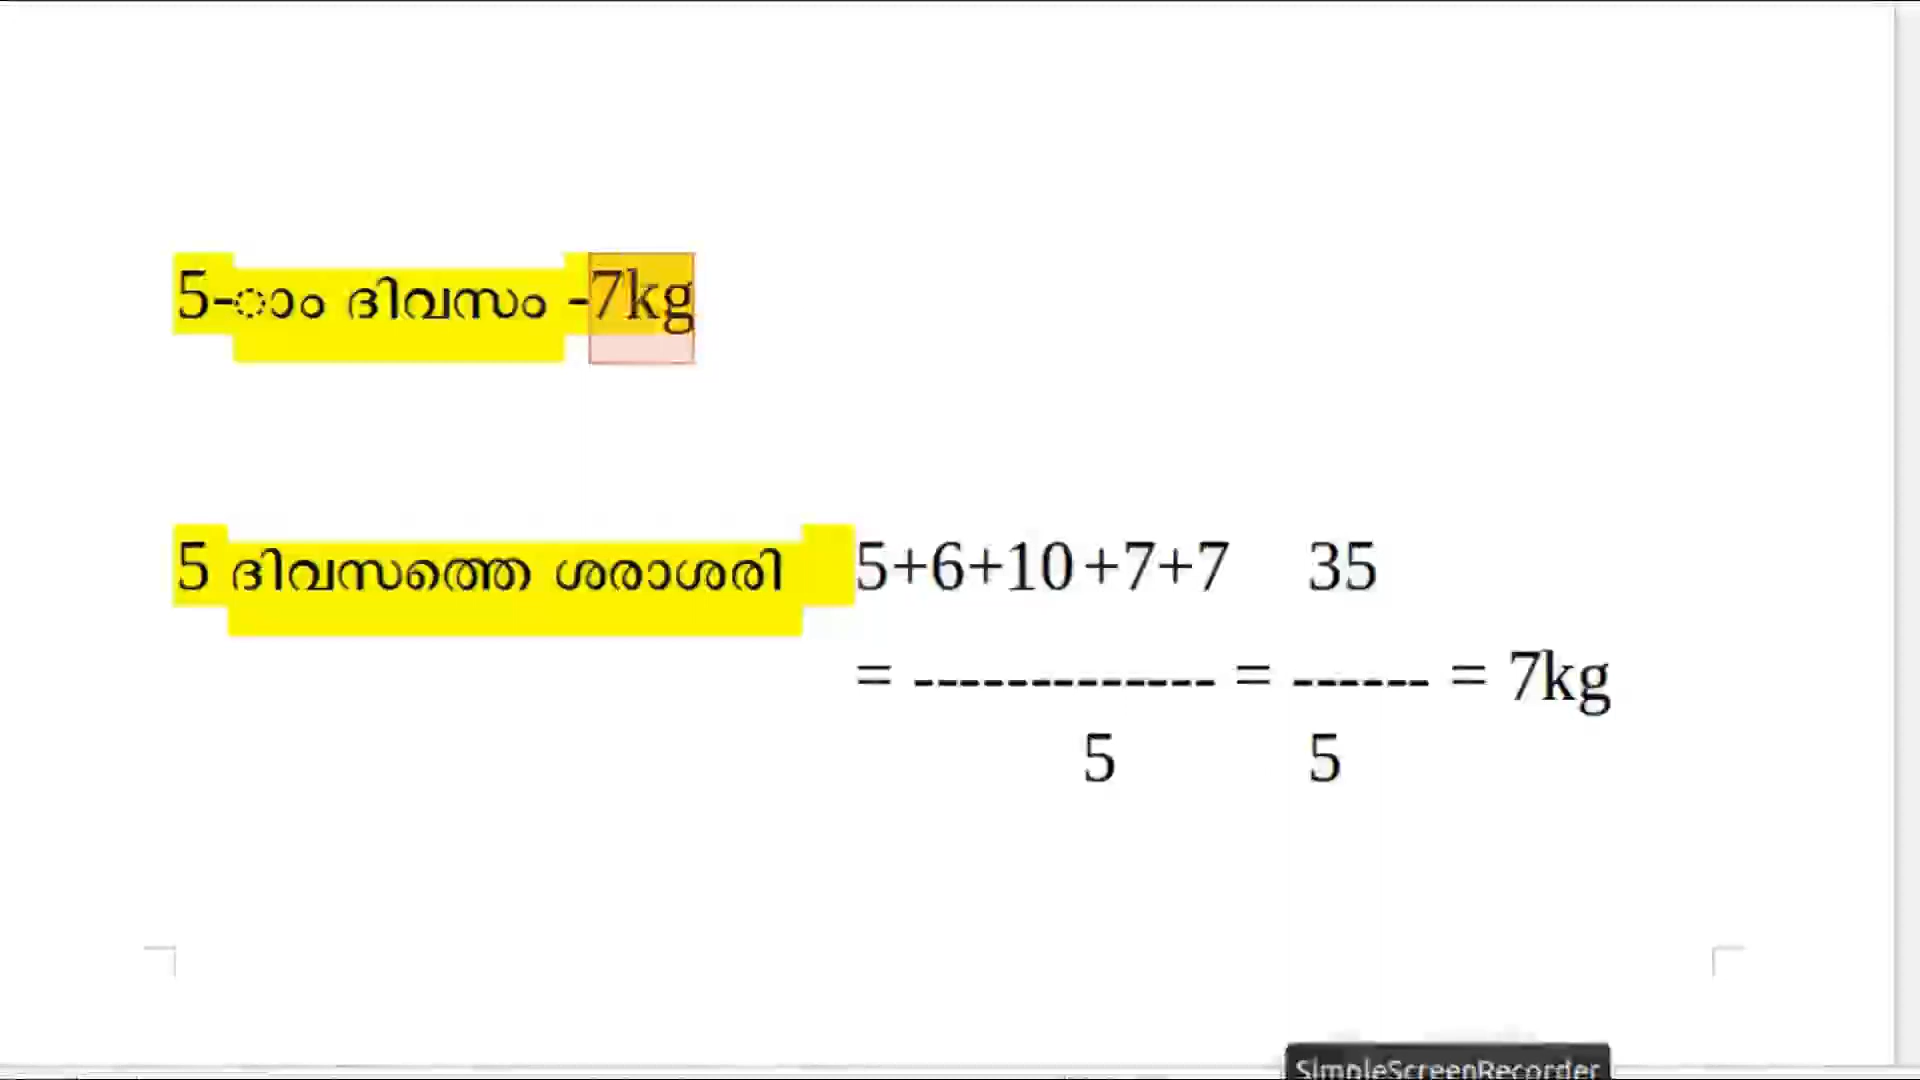 5-ാം ദിവസം -7kg
5 ദിവസത്തെ ശരാശരി 5+6+10+7+7 35
= ------------- = ------ = 7kg
5 5
SimpleScreenRecorder